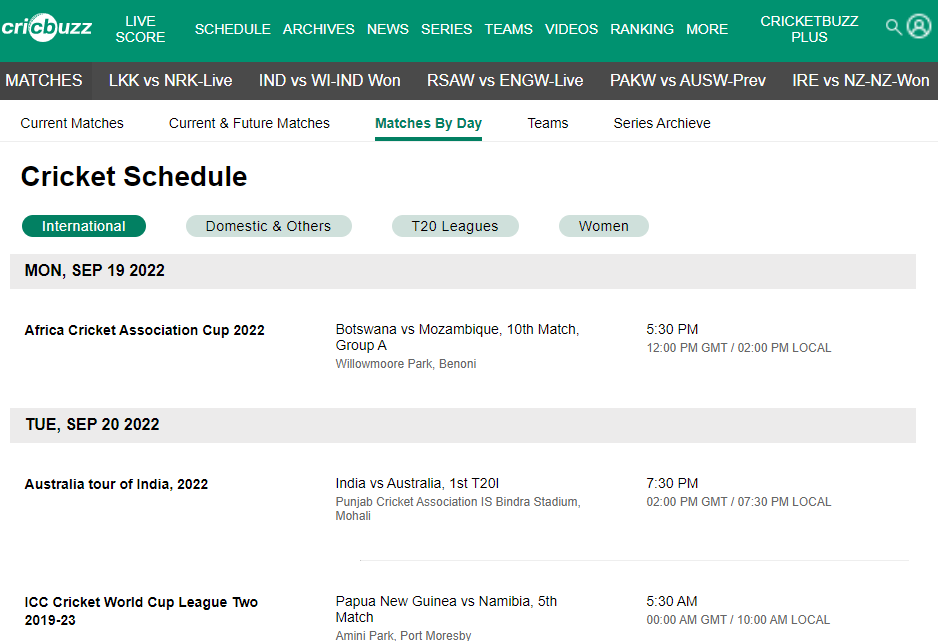 cricbuzz
LIVE
SCORE
SCHEDULE ARCHIVES NEWS SERIES TEAMS VIDEOS RANKING MORE
CRICKETBUZZ
PLUS
MATCHES LKK vs NRK-Live IND vs WI-IND Won RSAW vs ENGW-Live PAKW vs AUSW-Prev IRE vs NZ-NZ-Won
Current Matches Current & Future Matches Matches By Day Teams Series Archieve
Cricket Schedule
International Domestic & Others T20 Leagues Women
MON, SEP 19 2022
Africa Cricket Association Cup 2022
Botswana vs Mozambique, 10th Match,
Group A
Willowmoore Park, Benoni
5:30 PM
12:00 PM GMT / 02:00 PM LOCAL
TUE, SEP 20 2022
Australia tour of India, 2022
India vs Australia, 1st T20I
Punjab Cricket Association IS Bindra Stadium,
Mohali
7:30 PM
02:00 PM GMT / 07:30 PM LOCAL
ICC Cricket World Cup League Two
2019-23
Papua New Guinea vs Namibia, 5th
Match
Amini Park, Port Moresby
5:30 AM
00:00 AM GMT / 10:00 AM LOCAL